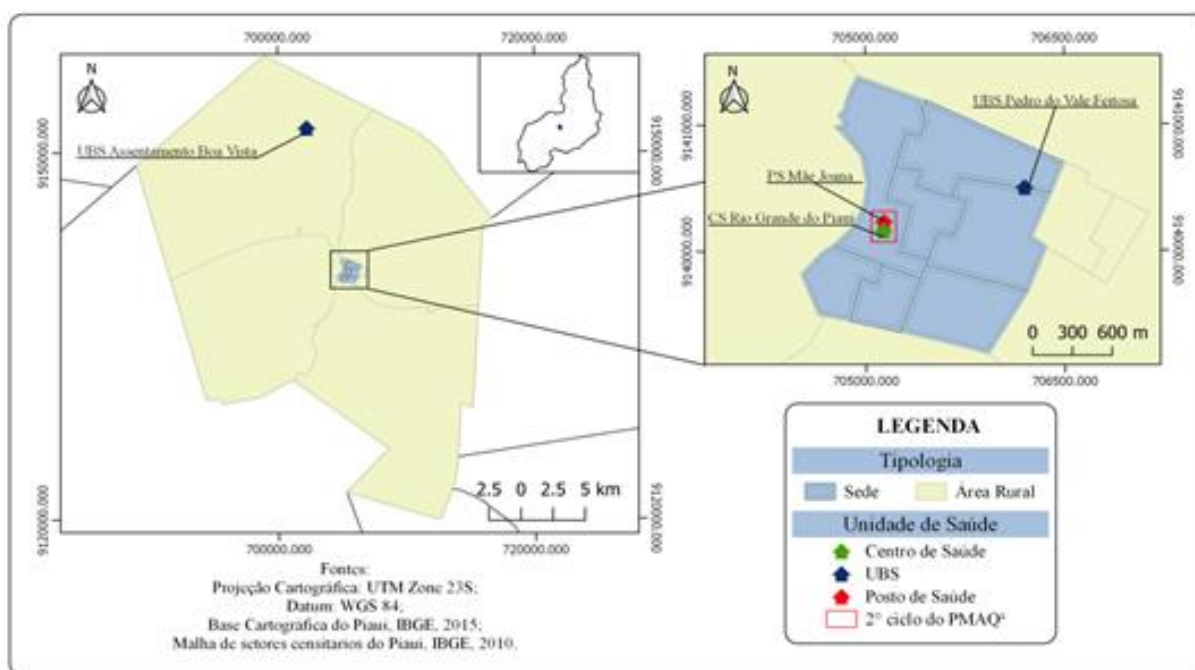 700000.000
720000.000
N
UBS Assentamento Boa Vista
9150000.000
9150000.000
9120000.000
9120000.000
2.5 0 2.5 5 km
700000.000
720000.000
705000.000
706500.000
N
UBS Pedro do Vale Feitosa
PS Mãe Joana
CS Rio Grande do Piauí
9141000.000
9141000.000
9140000.000
9140000.000
0 300 600 m
705000.000
706500.000
Fontes:
Projeção Cartográfica: UTM Zone 23S;
Datum: WGS 84;
Base Cartográfica do Piauí, IBGE, 2015;
Malha de setores censitarios do Piaui, IBGE, 2010.
LEGENDA
Tipologia
Sede
Área Rural
Unidade de Saúde
Centro de Saúde
UBS
Posto de Saúde
2° ciclo do PMAQª